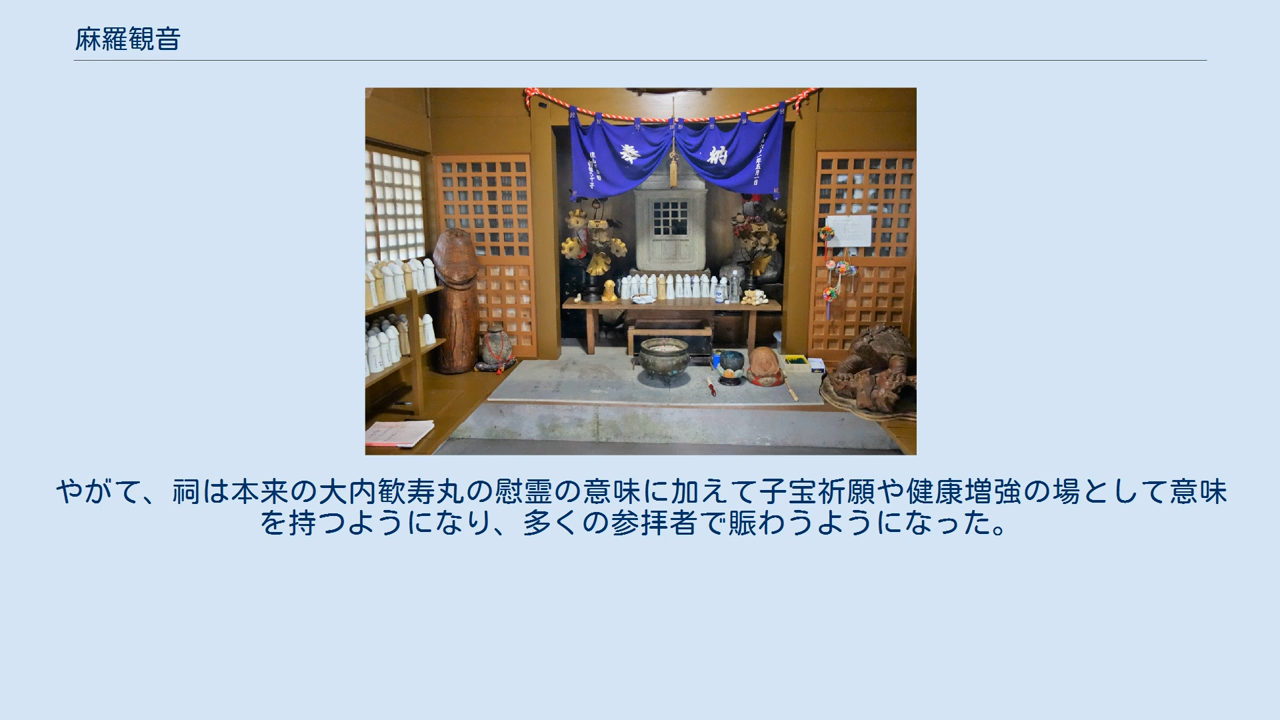 麻羅観音
奉 納
やがて、祠は本来の大内歓寿丸の慰霊の意味に加えて子宝祈願や健康増強の場として意味
を持つようになり、多くの参拝者で賑わうようになった。